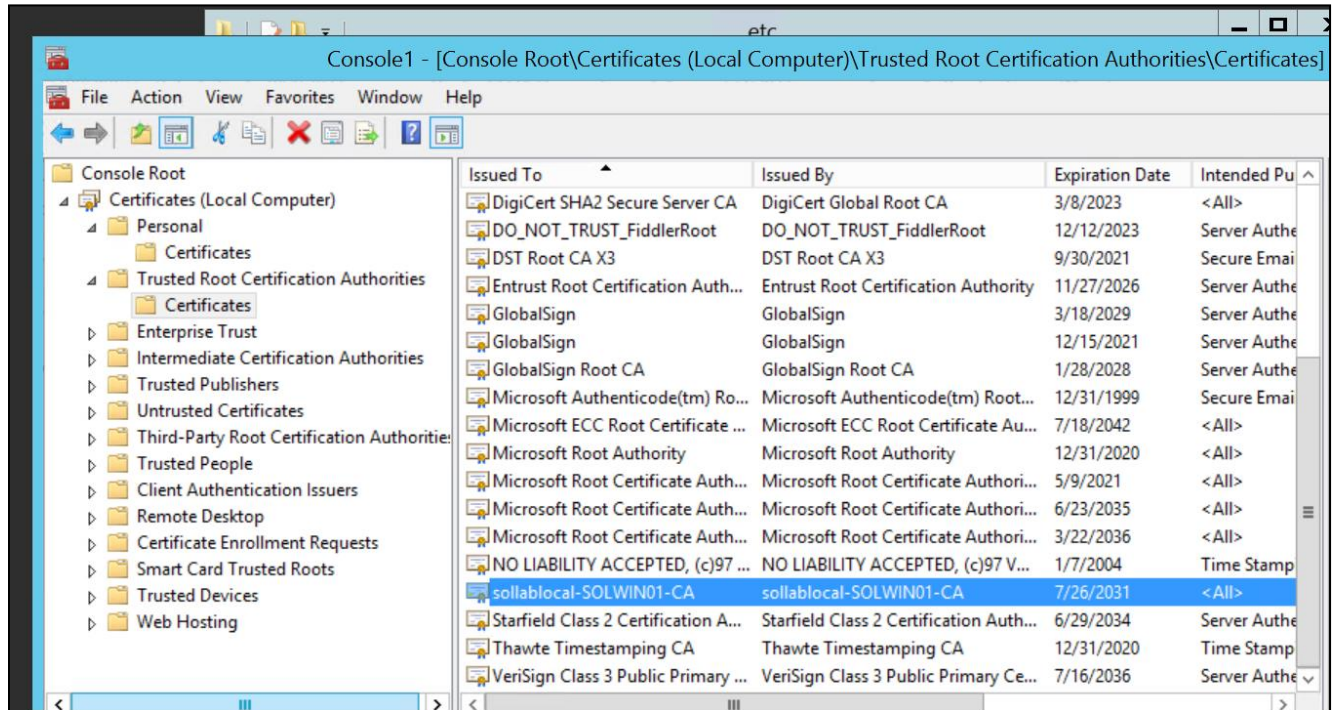 etc
Console1 - [Console Root\Certificates (Local Computer)\Trusted Root Certification Authorities\Certificates]
File Action View Favorites Window Help
Console Root
Certificates (Local Computer)
Personal
Certificates
Trusted Root Certification Authorities
Certificates
Enterprise Trust
Intermediate Certification Authorities
Trusted Publishers
Untrusted Certificates
Third-Party Root Certification Authorities
Trusted People
Client Authentication Issuers
Remote Desktop
Certificate Enrollment Requests
Smart Card Trusted Roots
Trusted Devices
Web Hosting
Issued To Issued By Expiration Date Intended Pu
DigiCert SHA2 Secure Server CA DigiCert Global Root CA 3/8/2023 <All>
DO_NOT_TRUST_FiddlerRoot DO_NOT_TRUST_FiddlerRoot 12/12/2023 Server Authe
DST Root CA X3 DST Root CA X3 9/30/2021 Secure Emai
Entrust Root Certification Auth... Entrust Root Certification Authority 11/27/2026 Server Authe
GlobalSign GlobalSign 3/18/2029 Server Authe
GlobalSign GlobalSign 12/15/2021 Server Authe
GlobalSign Root CA GlobalSign Root CA 1/28/2028 Server Authe
Microsoft Authenticode(tm) Ro... Microsoft Authenticode(tm) Root... 12/31/1999 Secure Emai
Microsoft ECC Root Certificate ... Microsoft ECC Root Certificate Au... 7/18/2042 <All>
Microsoft Root Authority Microsoft Root Authority 12/31/2020 <All>
Microsoft Root Certificate Auth... Microsoft Root Certificate Authori... 5/9/2021 <All>
Microsoft Root Certificate Auth... Microsoft Root Certificate Authori... 6/23/2035 <All>
Microsoft Root Certificate Auth... Microsoft Root Certificate Authori... 3/22/2036 <All>
NO LIABILITY ACCEPTED, (c)97 ... NO LIABILITY ACCEPTED, (c)97 V... 1/7/2004 Time Stamp
sollablocal-SOLWIN01-CA sollablocal-SOLWIN01-CA 7/26/2031 <All>
Starfield Class 2 Certification A... Starfield Class 2 Certification Auth... 6/29/2034 Server Authe
Thawte Timestamping CA Thawte Timestamping CA 12/31/2020 Time Stamp
VeriSign Class 3 Public Primary ... VeriSign Class 3 Public Primary Ce... 7/16/2036 Server Authe